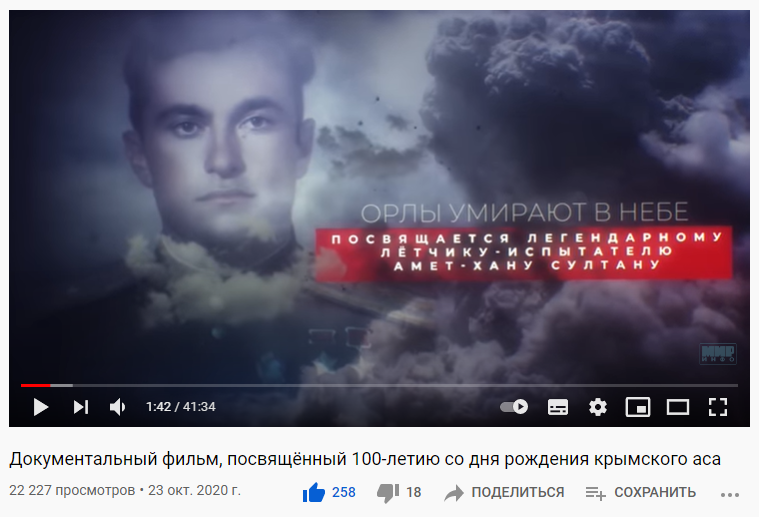 ОРЛЫ УМИРАЮТ В НЕБЕ
ПОСВЯЩАЕТСЯ ЛЕГЕНДАРНОМУ
ЛЁТЧИКУ-ИСПЫТАТЕЛЮ
АМЕТ-ХАНУ СУЛТАНУ
МИР
ИНФО
1:42 / 41:34
Документальный фильм, посвящённый 100-летию со дня рождения крымского аса
22 227 просмотров • 23 окт. 2020 г.
258
18
ПОДЕЛИТЬСЯ
СОХРАНИТЬ